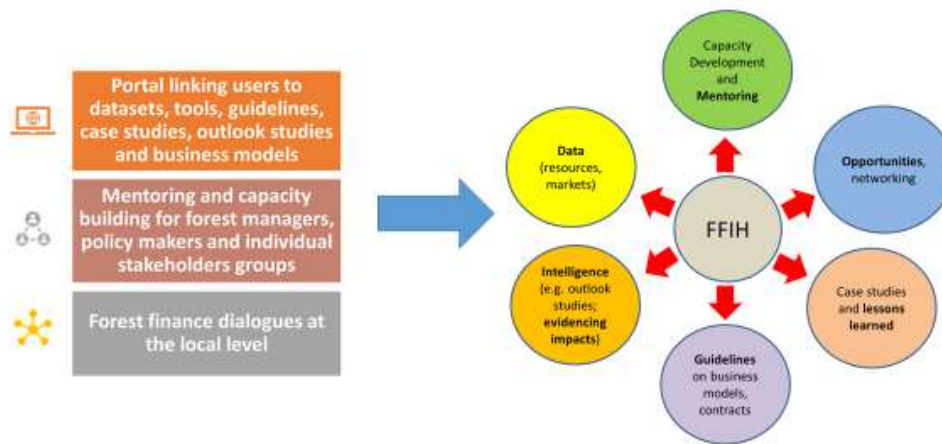 Portal linking users to
datasets, tools, guidelines,
case studies, outlook studies
and business models
Mentoring and capacity
building for forest managers,
policy makers and individual
stakeholders groups
Forest finance dialogues at
the local level
Capacity
Development
and
Mentoring
Data
(resources,
markets)
Opportunities,
networking
FFIH
Intelligence
(e.g. outlook
studies;
evidencing
impacts)
Case studies
and lessons
learned
Guidelines
on business
models,
contracts